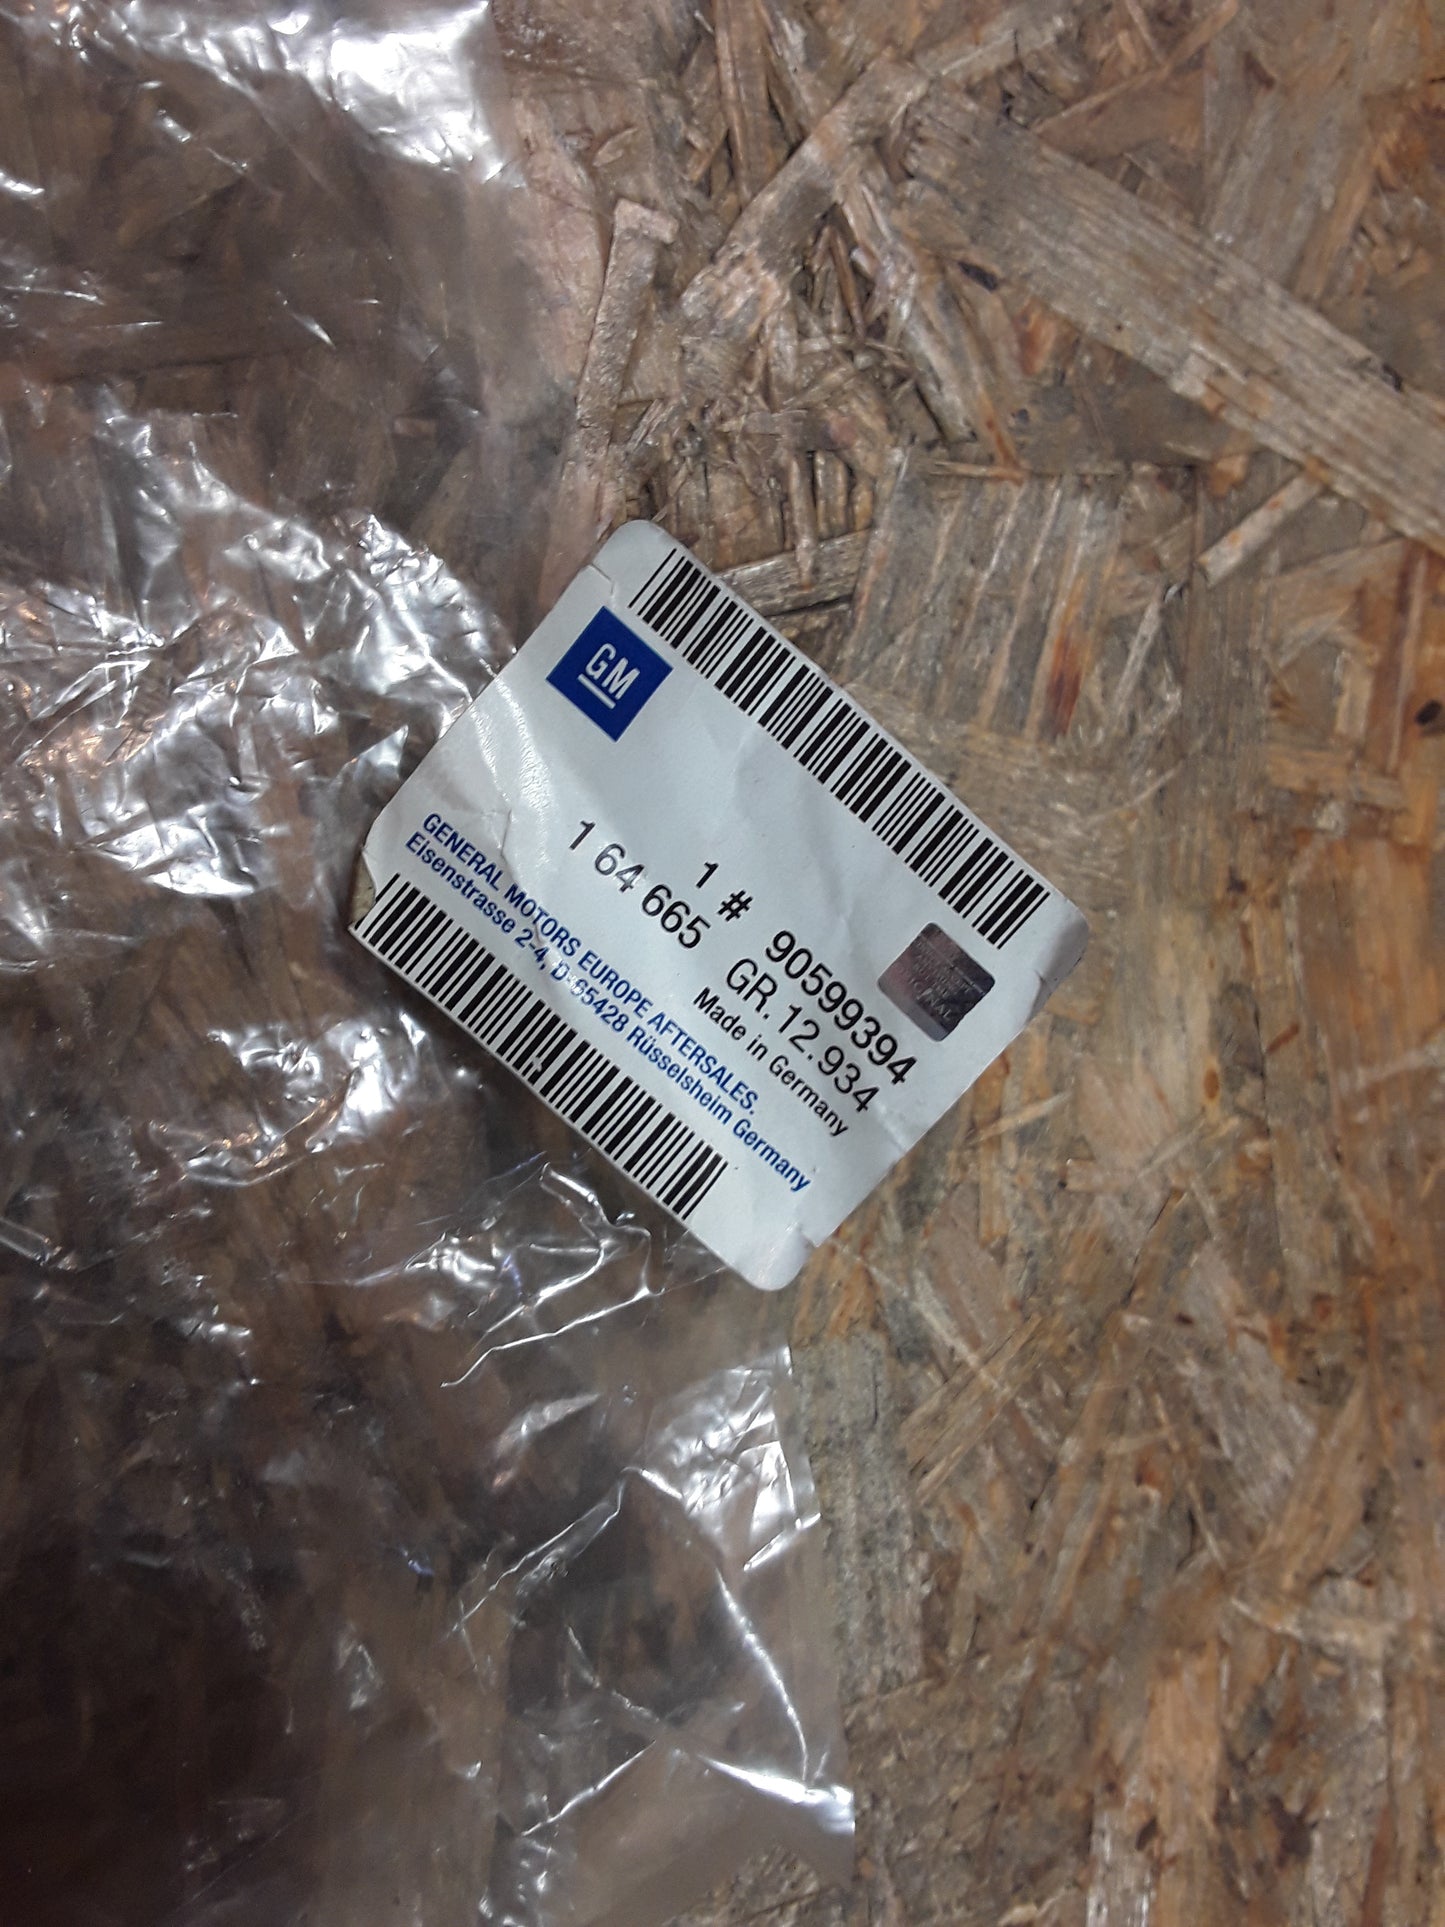 GM
1 # 90599394
1 64 665 GR. 12.934
Made in Germany
GENERAL MOTORS EUROPE AFTERSALES.
Eisenstrasse 2-4, D-65428 Rüsselsheim Germany